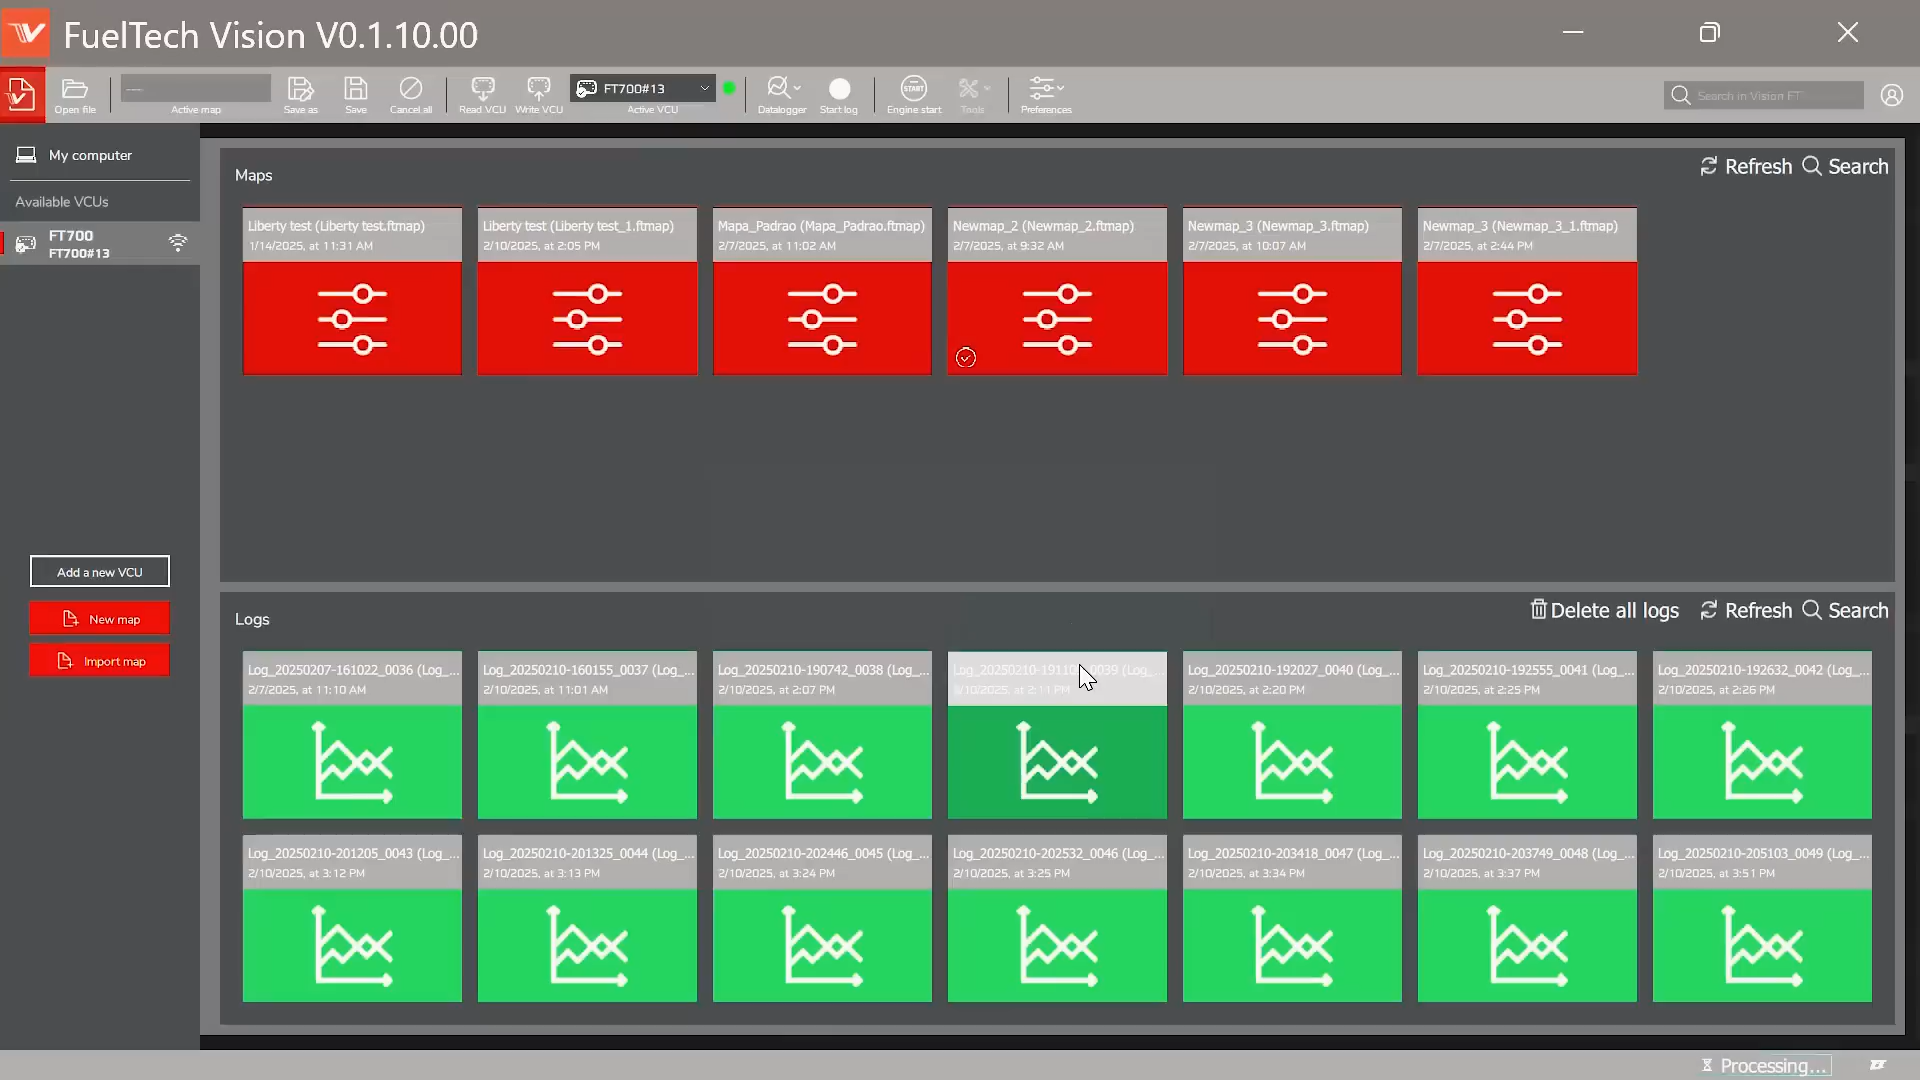 FuelTech Vision V0.1.10.00
Open file
Active map
Save as
Save
Cancel all
Read VCU
Write VCU
FT700#13
Active VCU
Datalogger
Start log
START
Engine start
Tools
Preferences
Search in Vision FT
My computer
Available VCUs
FT700
FT700#13
Add a new VCU
New map
Import map
Maps
Refresh
Search
Liberty test (Liberty test.ftmap)
1/14/2025, at 11:31 AM
Liberty test (Liberty test_1.ftmap)
2/10/2025, at 2:05 PM
Mapa_Padrao (Mapa_Padrao.ftmap)
2/7/2025, at 11:02 AM
Newmap_2 (Newmap_2.ftmap)
2/7/2025, at 9:32 AM
Newmap_3 (Newmap_3.ftmap)
2/7/2025, at 10:07 AM
Newmap_3 (Newmap_3_1.ftmap)
2/7/2025, at 2:44 PM
Logs
Delete all logs
Refresh
Search
Log_20250207-161022_0036 (Log_...
2/7/2025, at 11:10 AM
Log_20250210-160155_0037 (Log_...
2/10/2025, at 11:01 AM
Log_20250210-190742_0038 (Log_...
2/10/2025, at 2:07 PM
(Log_...
2/10/2025, at 2:11 PM
Log_20250210-192027_0040 (Log_...
2/10/2025, at 2:20 PM
Log_20250210-192555_0041 (Log_...
2/10/2025, at 2:25 PM
Log_20250210-192632_0042 (Log_...
2/10/2025, at 2:26 PM
Log_20250210-201205_0043 (Log_...
2/10/2025, at 3:12 PM
Log_20250210-201325_0044 (Log_...
2/10/2025, at 3:13 PM
Log_20250210-202446_0045 (Log_...
2/10/2025, at 3:24 PM
Log_20250210-202532_0046 (Log_...
2/10/2025, at 3:25 PM
Log_20250210-203418_0047 (Log_...
2/10/2025, at 3:34 PM
Log_20250210-203749_0048 (Log_...
2/10/2025, at 3:37 PM
Log_20250210-205103_0049 (Log_...
2/10/2025, at 3:51 PM
Processing...